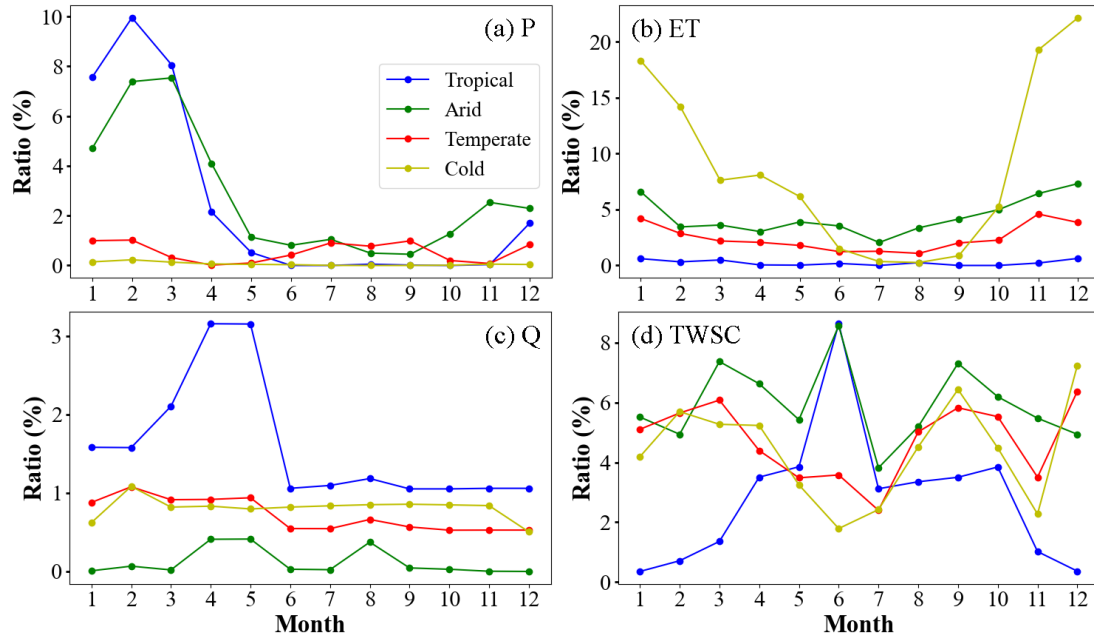 (a) P
Ratio (%)
10
8
6
4
2
0
Tropical
Arid
Temperate
Cold
1 2 3 4 5 6 7 8 9 10 11 12
(b) ET
Ratio (%)
20
15
10
5
0
1 2 3 4 5 6 7 8 9 10 11 12
(c) Q
Ratio (%)
3
2
1
0
1 2 3 4 5 6 7 8 9 10 11 12
Month
(d) TWSC
Ratio (%)
8
6
4
2
0
1 2 3 4 5 6 7 8 9 10 11 12
Month